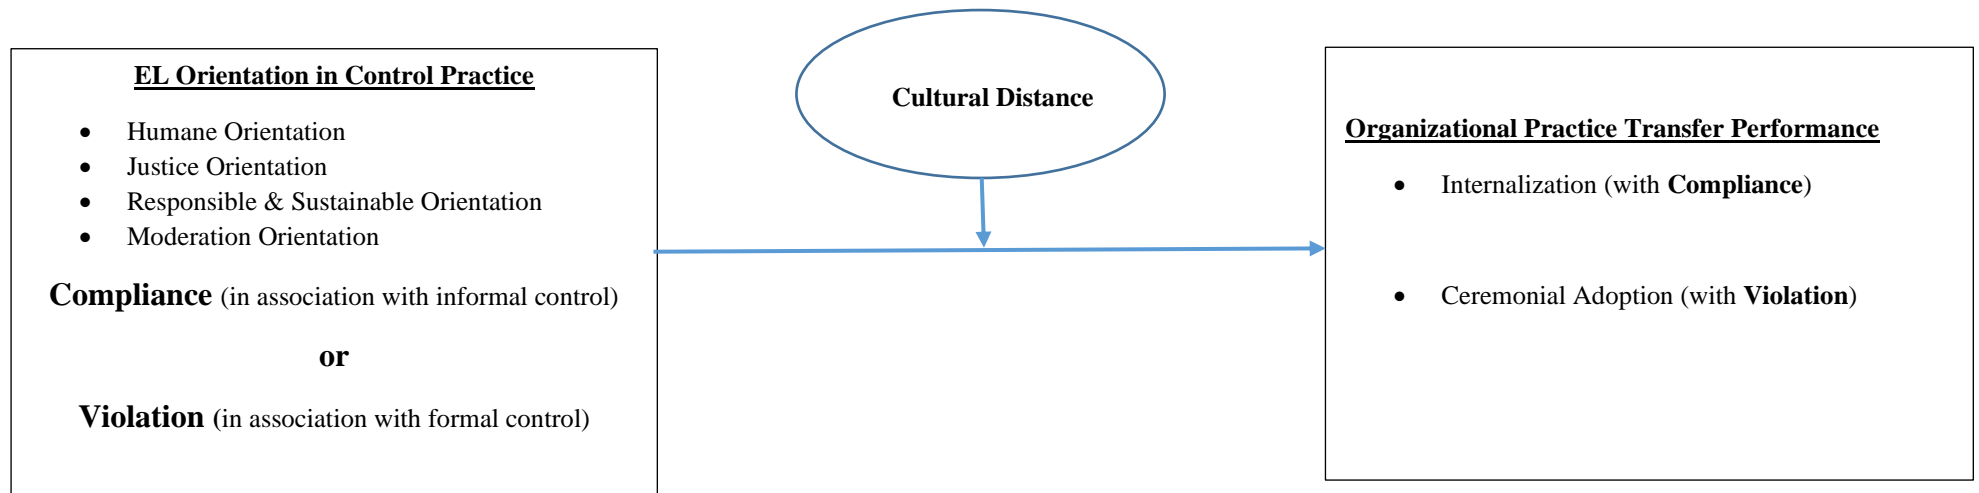 EL Orientation in Control Practice
• Humane Orientation
• Justice Orientation
• Responsible & Sustainable Orientation
• Moderation Orientation
Compliance (in association with informal control)
or
Violation (in association with formal control)
Cultural Distance
Organizational Practice Transfer Performance
• Internalization (with Compliance)
• Ceremonial Adoption (with Violation)